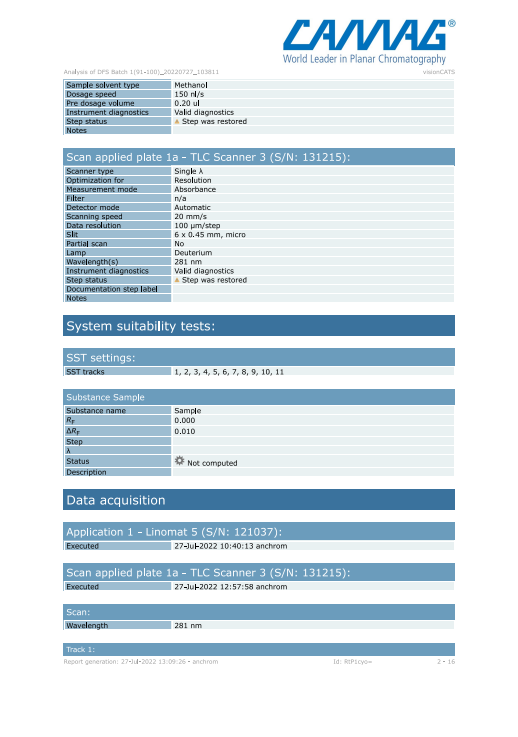 CAMAG®
World Leader in Planar Chromatography
Analysis of DFS Batch 1(91-100)_20220727_103811 visionCATS
Sample solvent type Methanol
Dosage speed 150 nl/s
Pre dosage volume 0.20 ul
Instrument diagnostics Valid diagnostics
Step status Step was restored
Notes
Scan applied plate 1a – TLC Scanner 3 (S/N: 131215):
Scanner type Single λ
Optimization for Resolution
Measurement mode Absorbance
Filter n/a
Detector mode Automatic
Scanning speed 20 mm/s
Data resolution 100 µm/step
Slit 6 x 0.45 mm, micro
Partial scan No
Lamp Deuterium
Wavelength(s) 281 nm
Instrument diagnostics Valid diagnostics
Step status Step was restored
Documentation step label
Notes
System suitability tests:
SST settings:
SST tracks 1, 2, 3, 4, 5, 6, 7, 8, 9, 10, 11
Substance Sample
Substance name Sample
RF 0.000
ΔRF 0.010
Step
λ
Status Not computed
Description
Data acquisition
Application 1 – Linomat 5 (S/N: 121037):
Executed 27-Jul-2022 10:40:13 anchrom
Scan applied plate 1a – TLC Scanner 3 (S/N: 131215):
Executed 27-Jul-2022 12:57:58 anchrom
Scan:
Wavelength 281 nm
Track 1:
Report generation: 27-Jul-2022 13:09:26 - anchrom Id: RtP1cyo= 2 - 16